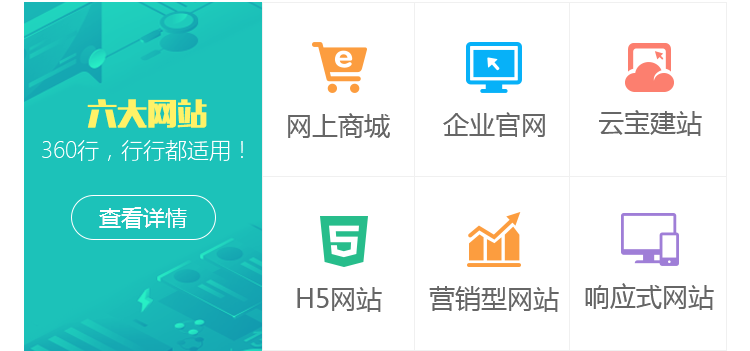 六大网站
360行，行行都适用！
查看详情
e
网上商城
企业官网
云宝建站
5
H5网站
营销型网站
响应式网站